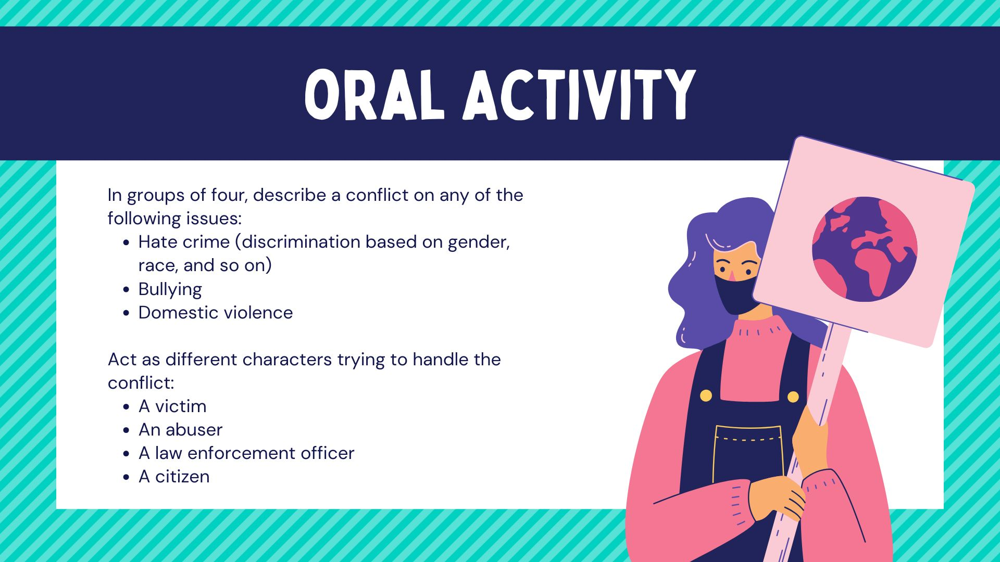 ORAL ACTIVITY
In groups of four, describe a conflict on any of the
following issues:
• Hate crime (discrimination based on gender,
race, and so on)
• Bullying
• Domestic violence
Act as different characters trying to handle the
conflict:
• A victim
• An abuser
• A law enforcement officer
• A citizen